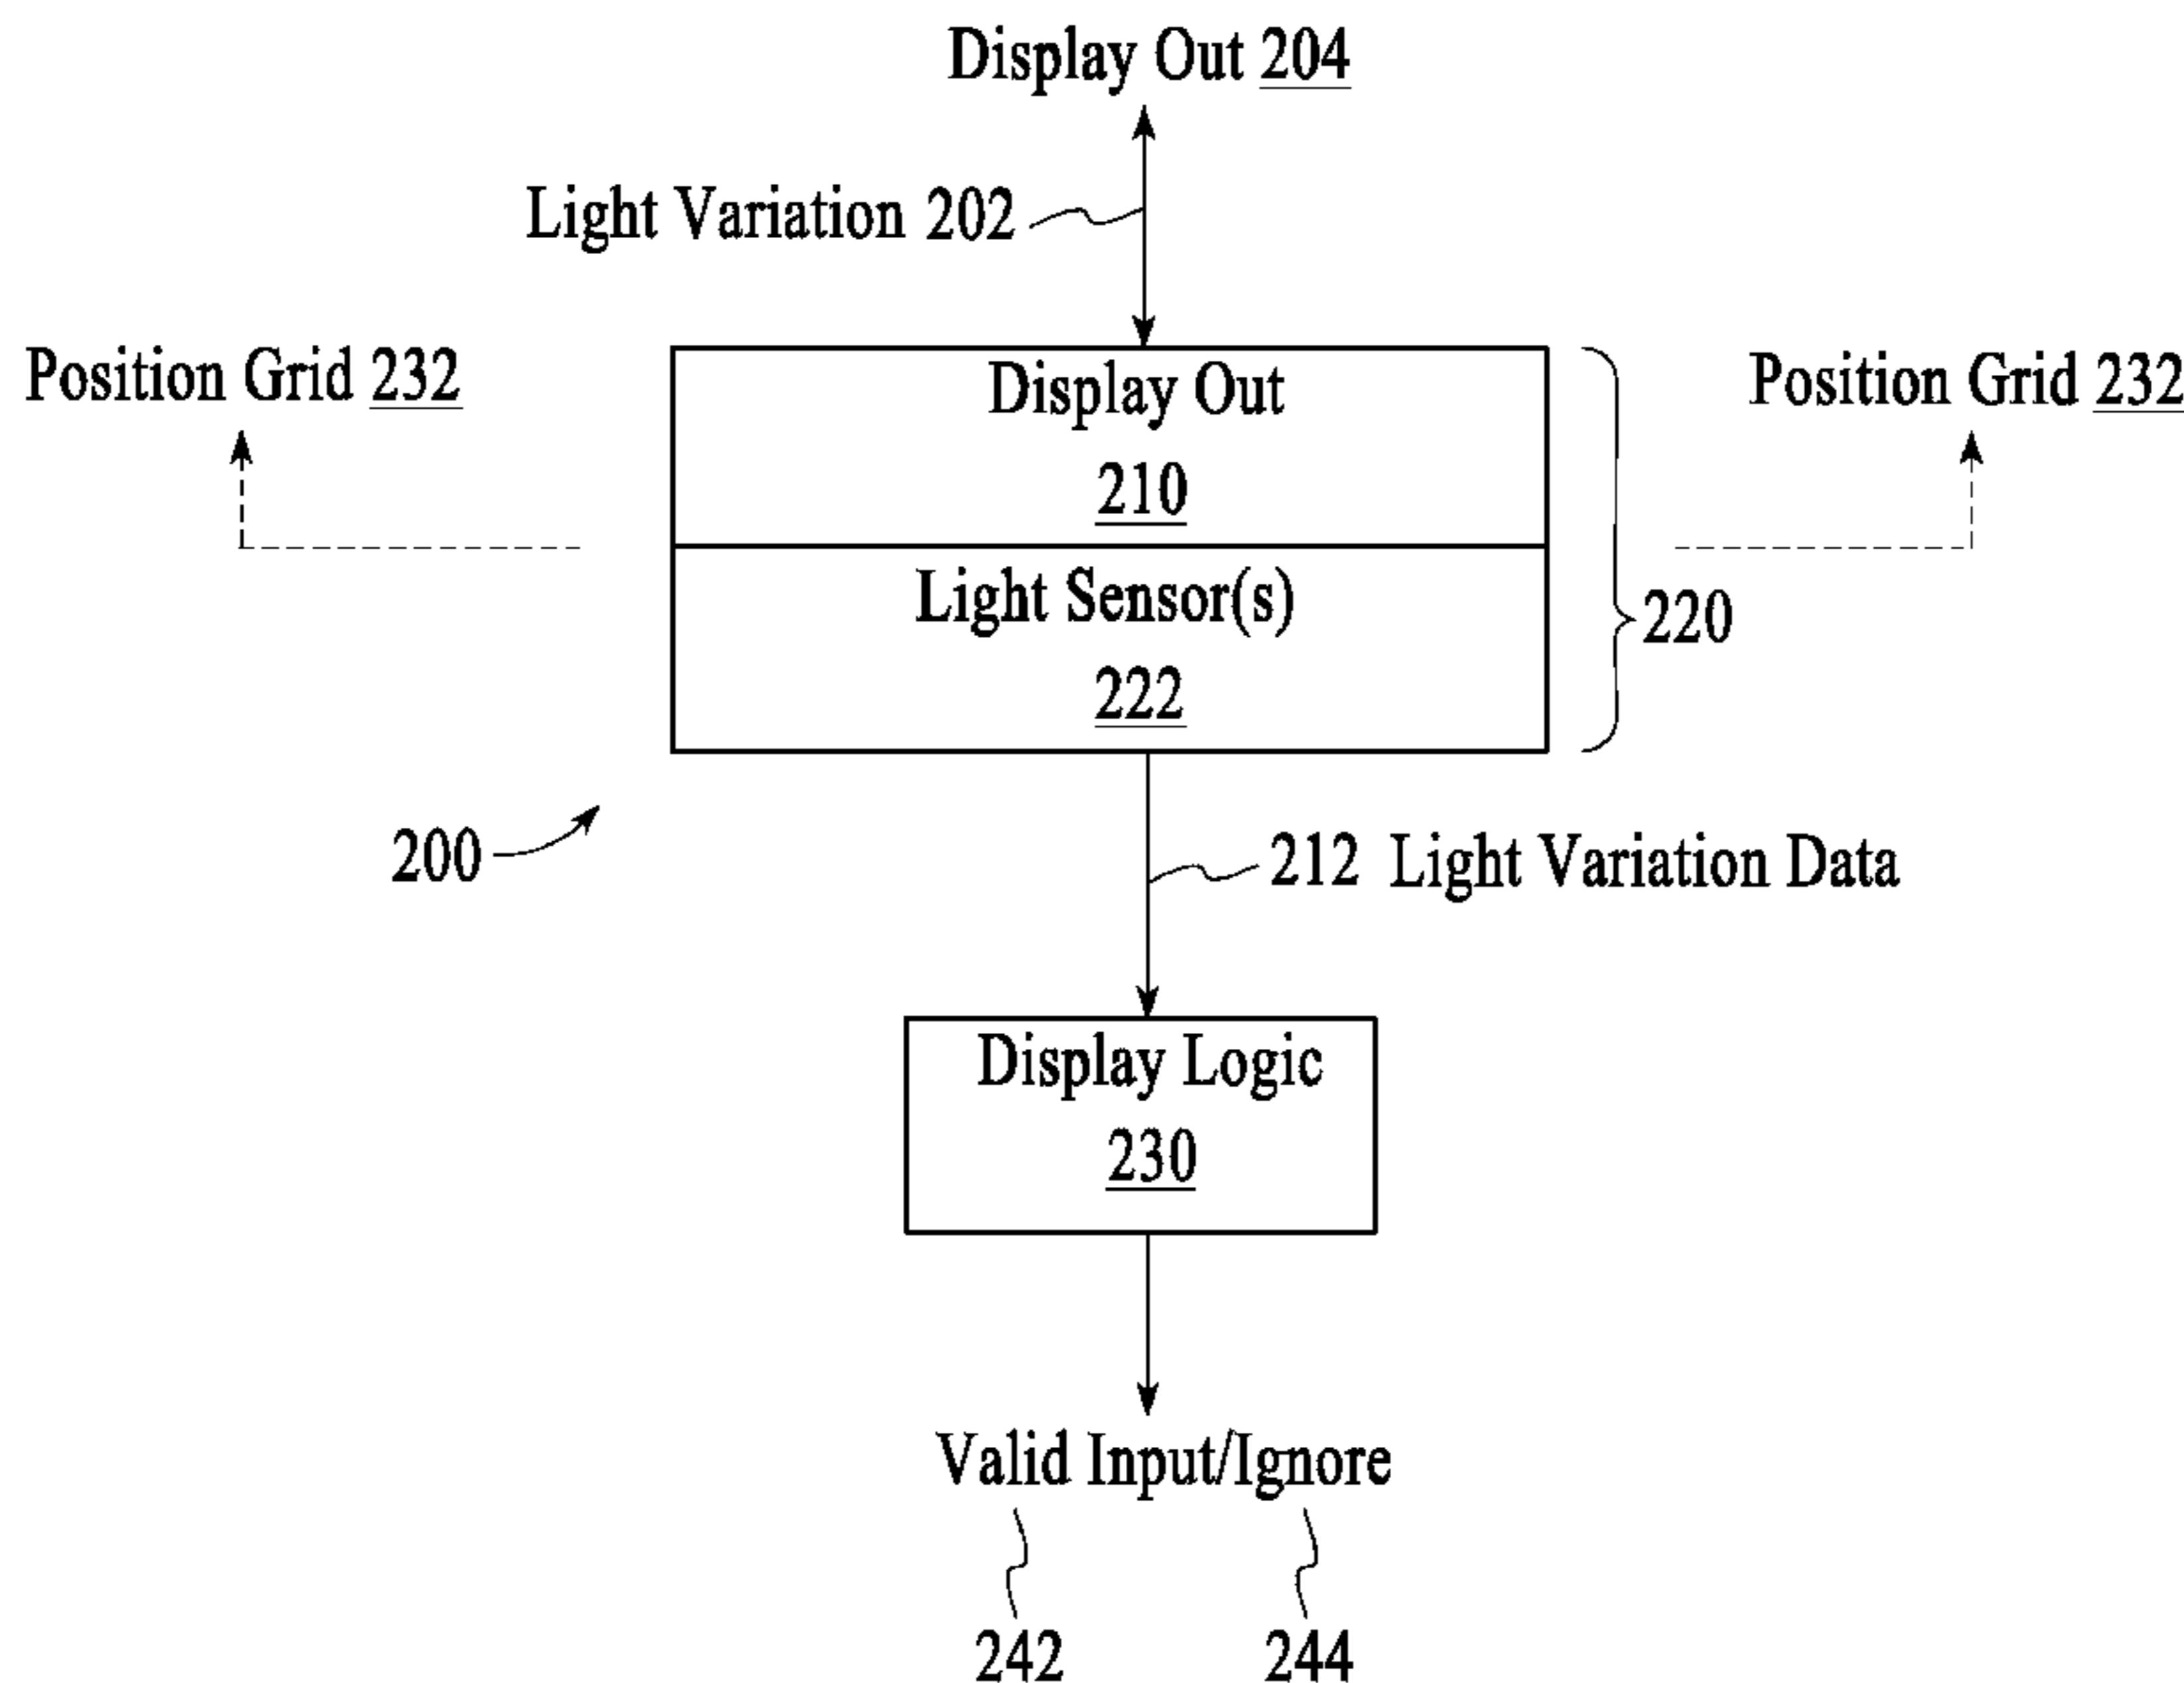 Display Out 204
Light Variation 202
Position Grid 232
Position Grid 232
Display Out
210
Light Sensor(s)
222
220
200
212 Light Variation Data
Display Logic
230
Valid Input/Ignore
242
244